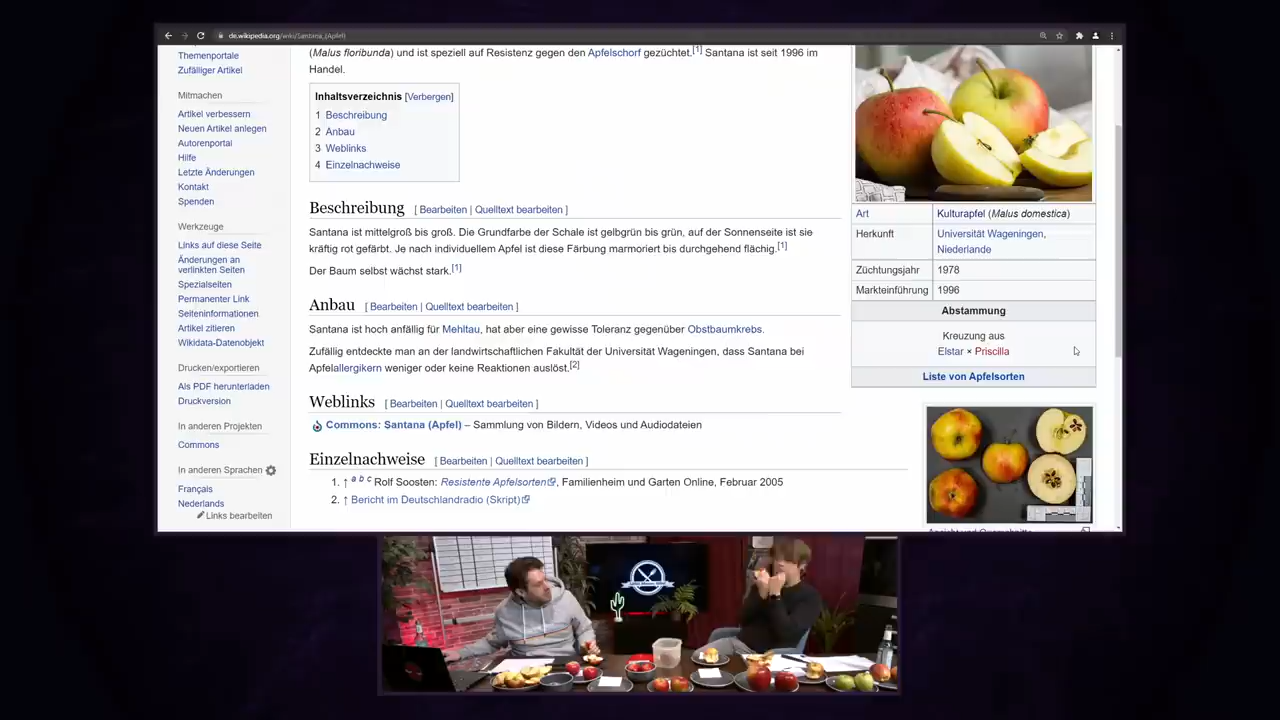 de.wikipedia.org/wiki/Santana_(Apfel)
Themenportale
Zufälliger Artikel
Mitmachen
Artikel verbessern
Neuen Artikel anlegen
Autorenportal
Hilfe
Letzte Änderungen
Kontakt
Spenden
Werkzeuge
Links auf diese Seite
Änderungen an
verlinkten Seiten
Spezialseiten
Permanenter Link
Seiteninformationen
Artikel zitieren
Wikidata-Datenobjekt
Drucken/exportieren
Als PDF herunterladen
Druckversion
In anderen Projekten
Commons
In anderen Sprachen
Français
Nederlands
Links bearbeiten
(Malus floribunda) und ist speziell auf Resistenz gegen den Apfelschorf gezüchtet.[1] Santana ist seit 1996 im
Handel.
Inhaltsverzeichnis [Verbergen]
1 Beschreibung
2 Anbau
3 Weblinks
4 Einzelnachweise
Beschreibung [ Bearbeiten | Quelltext bearbeiten ]
Santana ist mittelgroß bis groß. Die Grundfarbe der Schale ist gelbgrün bis grün, auf der Sonnenseite ist sie
kräftig rot gefärbt. Je nach individuellem Apfel ist diese Färbung marmoriert bis durchgehend flächig.[1]
Der Baum selbst wächst stark.[1]
Anbau [ Bearbeiten | Quelltext bearbeiten ]
Santana ist hoch anfällig für Mehltau, hat aber eine gewisse Toleranz gegenüber Obstbaumkrebs.
Zufällig entdeckte man an der landwirtschaftlichen Fakultät der Universität Wageningen, dass Santana bei
Apfelallergikern weniger oder keine Reaktionen auslöst.[2]
Weblinks [ Bearbeiten | Quelltext bearbeiten ]
Commons: Santana (Apfel) – Sammlung von Bildern, Videos und Audiodateien
Einzelnachweise [ Bearbeiten | Quelltext bearbeiten ]
1. ↑ a b c Rolf Soosten: Resistente Apfelsorten, Familienheim und Garten Online, Februar 2005
2. ↑ Bericht im Deutschlandradio (Skript)
Art Kulturapfel (Malus domestica)
Herkunft Universität Wageningen,
Niederlande
Züchtungsjahr 1978
Markteinführung 1996
Abstammung
Kreuzung aus
Elstar × Priscilla
Liste von Apfelsorten